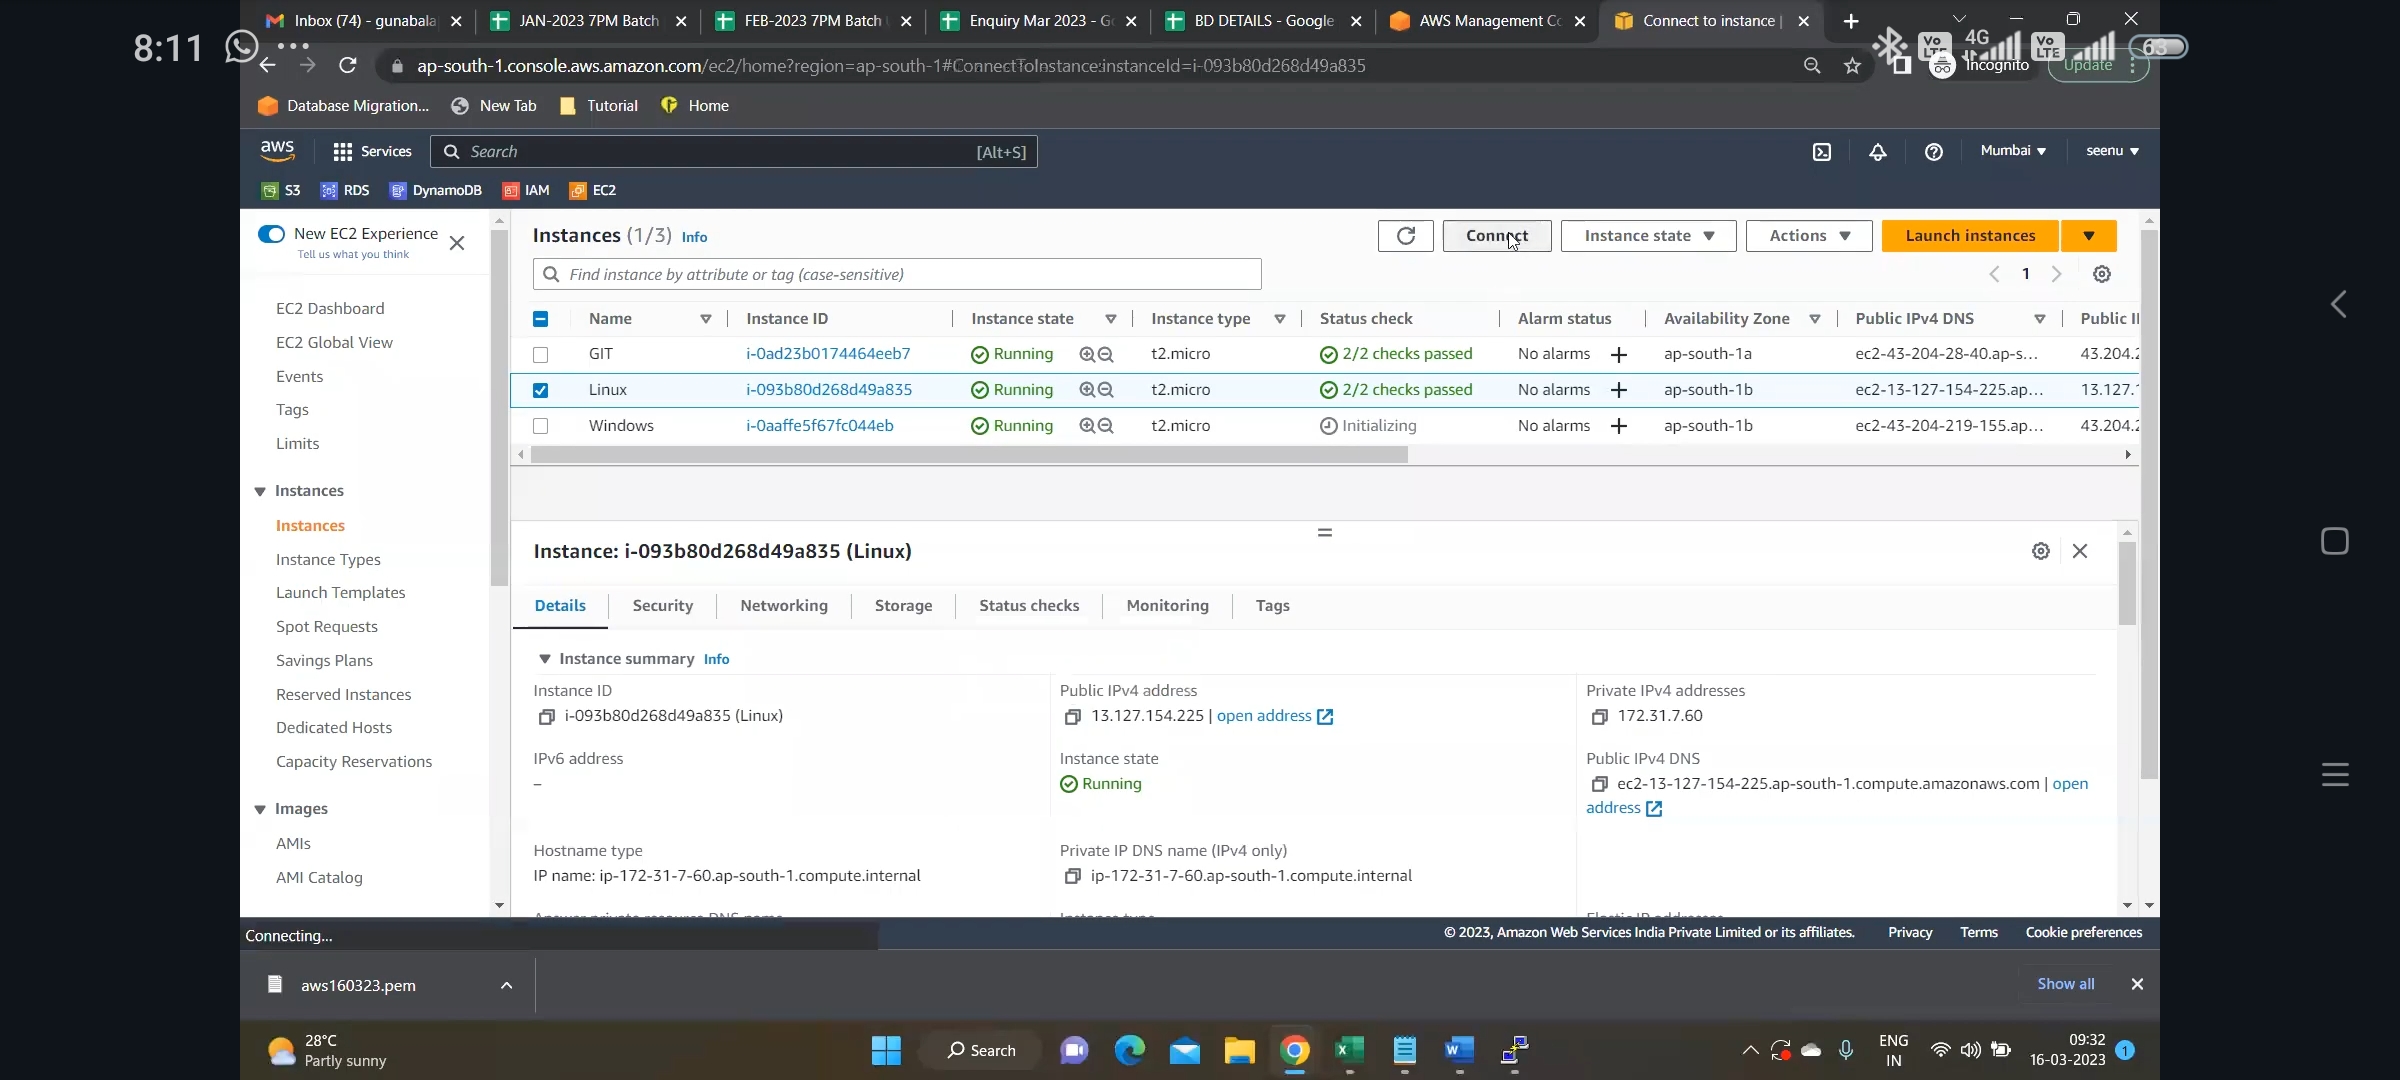 8:11
Inbox (74) - gunabala
JAN-2023 7PM Batch
FEB-2023 7PM Batch
Enquiry Mar 2023 - G
BD DETAILS - Google
AWS Management Co
Connect to instance |
4G
Vo LTE
Vo LTE
63
ap-south-1.console.aws.amazon.com/ec2/home?region=ap-south-1#ConnectToInstance:instanceId=i-093b80d268d49a835
Incognito
Update
Database Migration...
New Tab
Tutorial
Home
aws
Services
Search
[Alt+S]
Mumbai
seenu
S3
RDS
DynamoDB
IAM
EC2
New EC2 Experience
Tell us what you think
EC2 Dashboard
EC2 Global View
Events
Tags
Limits
Instances
Instances
Instance Types
Launch Templates
Spot Requests
Savings Plans
Reserved Instances
Dedicated Hosts
Capacity Reservations
Images
AMIs
AMI Catalog
Instances (1/3) Info
Connect
Instance state
Actions
Launch instances
Find instance by attribute or tag (case-sensitive)
1
Name Instance ID Instance state Instance type Status check Alarm status Availability Zone Public IPv4 DNS Public I
GIT i-0ad23b0174464eeb7 Running t2.micro 2/2 checks passed No alarms + ap-south-1a ec2-43-204-28-40.ap-s... 43.204.2
Linux i-093b80d268d49a835 Running t2.micro 2/2 checks passed No alarms + ap-south-1b ec2-13-127-154-225.ap... 13.127.1
Windows i-0aaffe5f67fc044eb Running t2.micro Initializing No alarms + ap-south-1b ec2-43-204-219-155.ap... 43.204.2
Instance: i-093b80d268d49a835 (Linux)
Details
Security
Networking
Storage
Status checks
Monitoring
Tags
Instance summary Info
Instance ID
i-093b80d268d49a835 (Linux)
Public IPv4 address
13.127.154.225 | open address
Private IPv4 addresses
172.31.7.60
IPv6 address
–
Instance state
Running
Public IPv4 DNS
ec2-13-127-154-225.ap-south-1.compute.amazonaws.com | open
address
Hostname type
IP name: ip-172-31-7-60.ap-south-1.compute.internal
Private IP DNS name (IPv4 only)
ip-172-31-7-60.ap-south-1.compute.internal
Connecting...
© 2023, Amazon Web Services India Private Limited or its affiliates.
Privacy
Terms
Cookie preferences
aws160323.pem
Show all
28°C
Partly sunny
Search
ENG
IN
09:32
16-03-2023
1